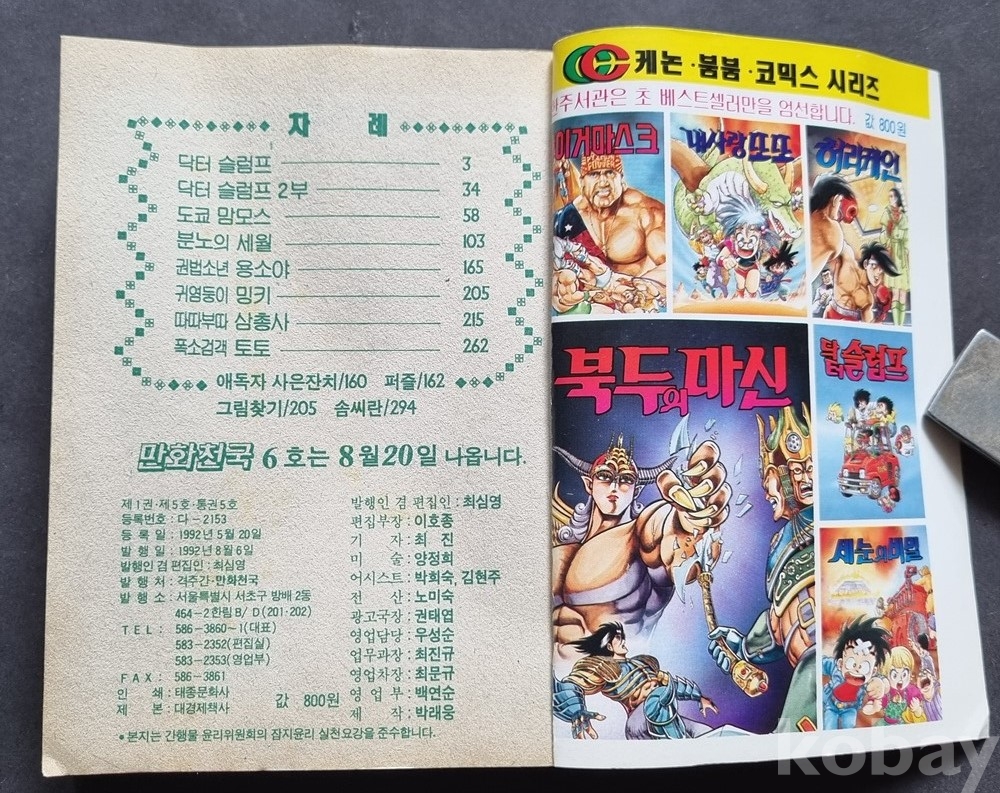 차 례
닥터 슬럼프 3
닥터 슬럼프 2부 34
도쿄 맘모스 58
분노의 세월 103
권법소년 용소야 165
귀염둥이 밍키 205
따따부따 삼총사 215
폭소검객 토토 262
애독자 사은잔치/160 퍼즐/162
그림찾기/205 솜씨란/294
만화천국 6호는 8월20일 나옵니다.
제1권·제5호·통권5호
등록번호 : 다-2153
등록일 : 1992년 5월 20일
발행일 : 1992년 8월 6일
발행인 겸 편집인 : 최심영
발행처 : 격주간·만화천국
발행소 : 서울특별시 서초구 방배 2동
464-2 한림B/D(201·202)
TEL : 586-3860~1(대표)
583-2352(편집실)
583-2353(영업부)
FAX : 586-3861
인쇄 : 태종문화사
제본 : 대경제책사
값 800원
발행인 겸 편집인 : 최심영
편집부장 : 이호종
기자 : 최진
미술 : 양정희
어시스트 : 박희숙, 김현주
전산 : 노미숙
광고국장 : 권태엽
영업담당 : 우성순
업무과장 : 최진규
영업차장 : 최문규
영업부 : 백연순
제작 : 박래웅
•본지는 간행물 윤리위원회의 잡지윤리 실천요강을 준수합니다.
케논·붐붐·코믹스 시리즈
주서관은 초 베스트셀러만을 엄선합니다. 값 800원
이거마스크
내사랑 또또
허리케인
북두의 마신
닭터슬럼프
kobay